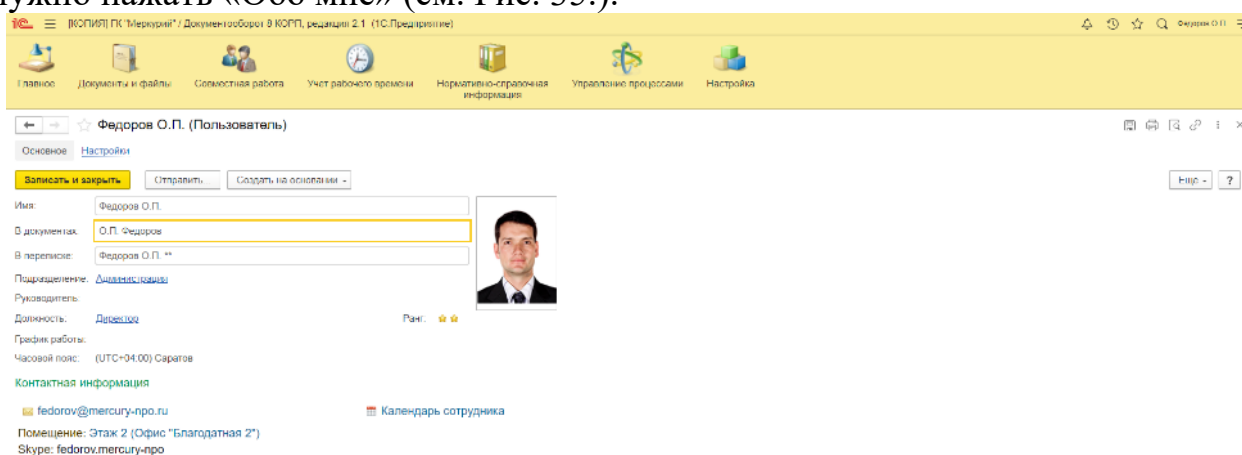 нужно нажать «Обо мне» (см. Рис. 35.).
1С [КОПИЯ] ПК "Меркурий" / Документооборот 8 КОРП, редакция 2.1 (1С:Предприятие) Федоров О.П.
Главное Документы и файлы Совместная работа Учет рабочего времени Нормативно-справочная информация Управление процессами Настройка
Федоров О.П. (Пользователь)
Основное Настройки
Записать и закрыть Отправить... Создать на основании Еще ?
Имя: Федоров О.П.
В документах: О.П. Федоров
В переписке: Федоров О.П. **
Подразделение: Администрация
Руководитель:
Должность: Директор Ранг:
График работы:
Часовой пояс: (UTC+04:00) Саратов
Контактная информация
fedorov@mercury-npo.ru Календарь сотрудника
Помещение: Этаж 2 (Офис "Благодатная 2")
Skype: fedorov.mercury-npo